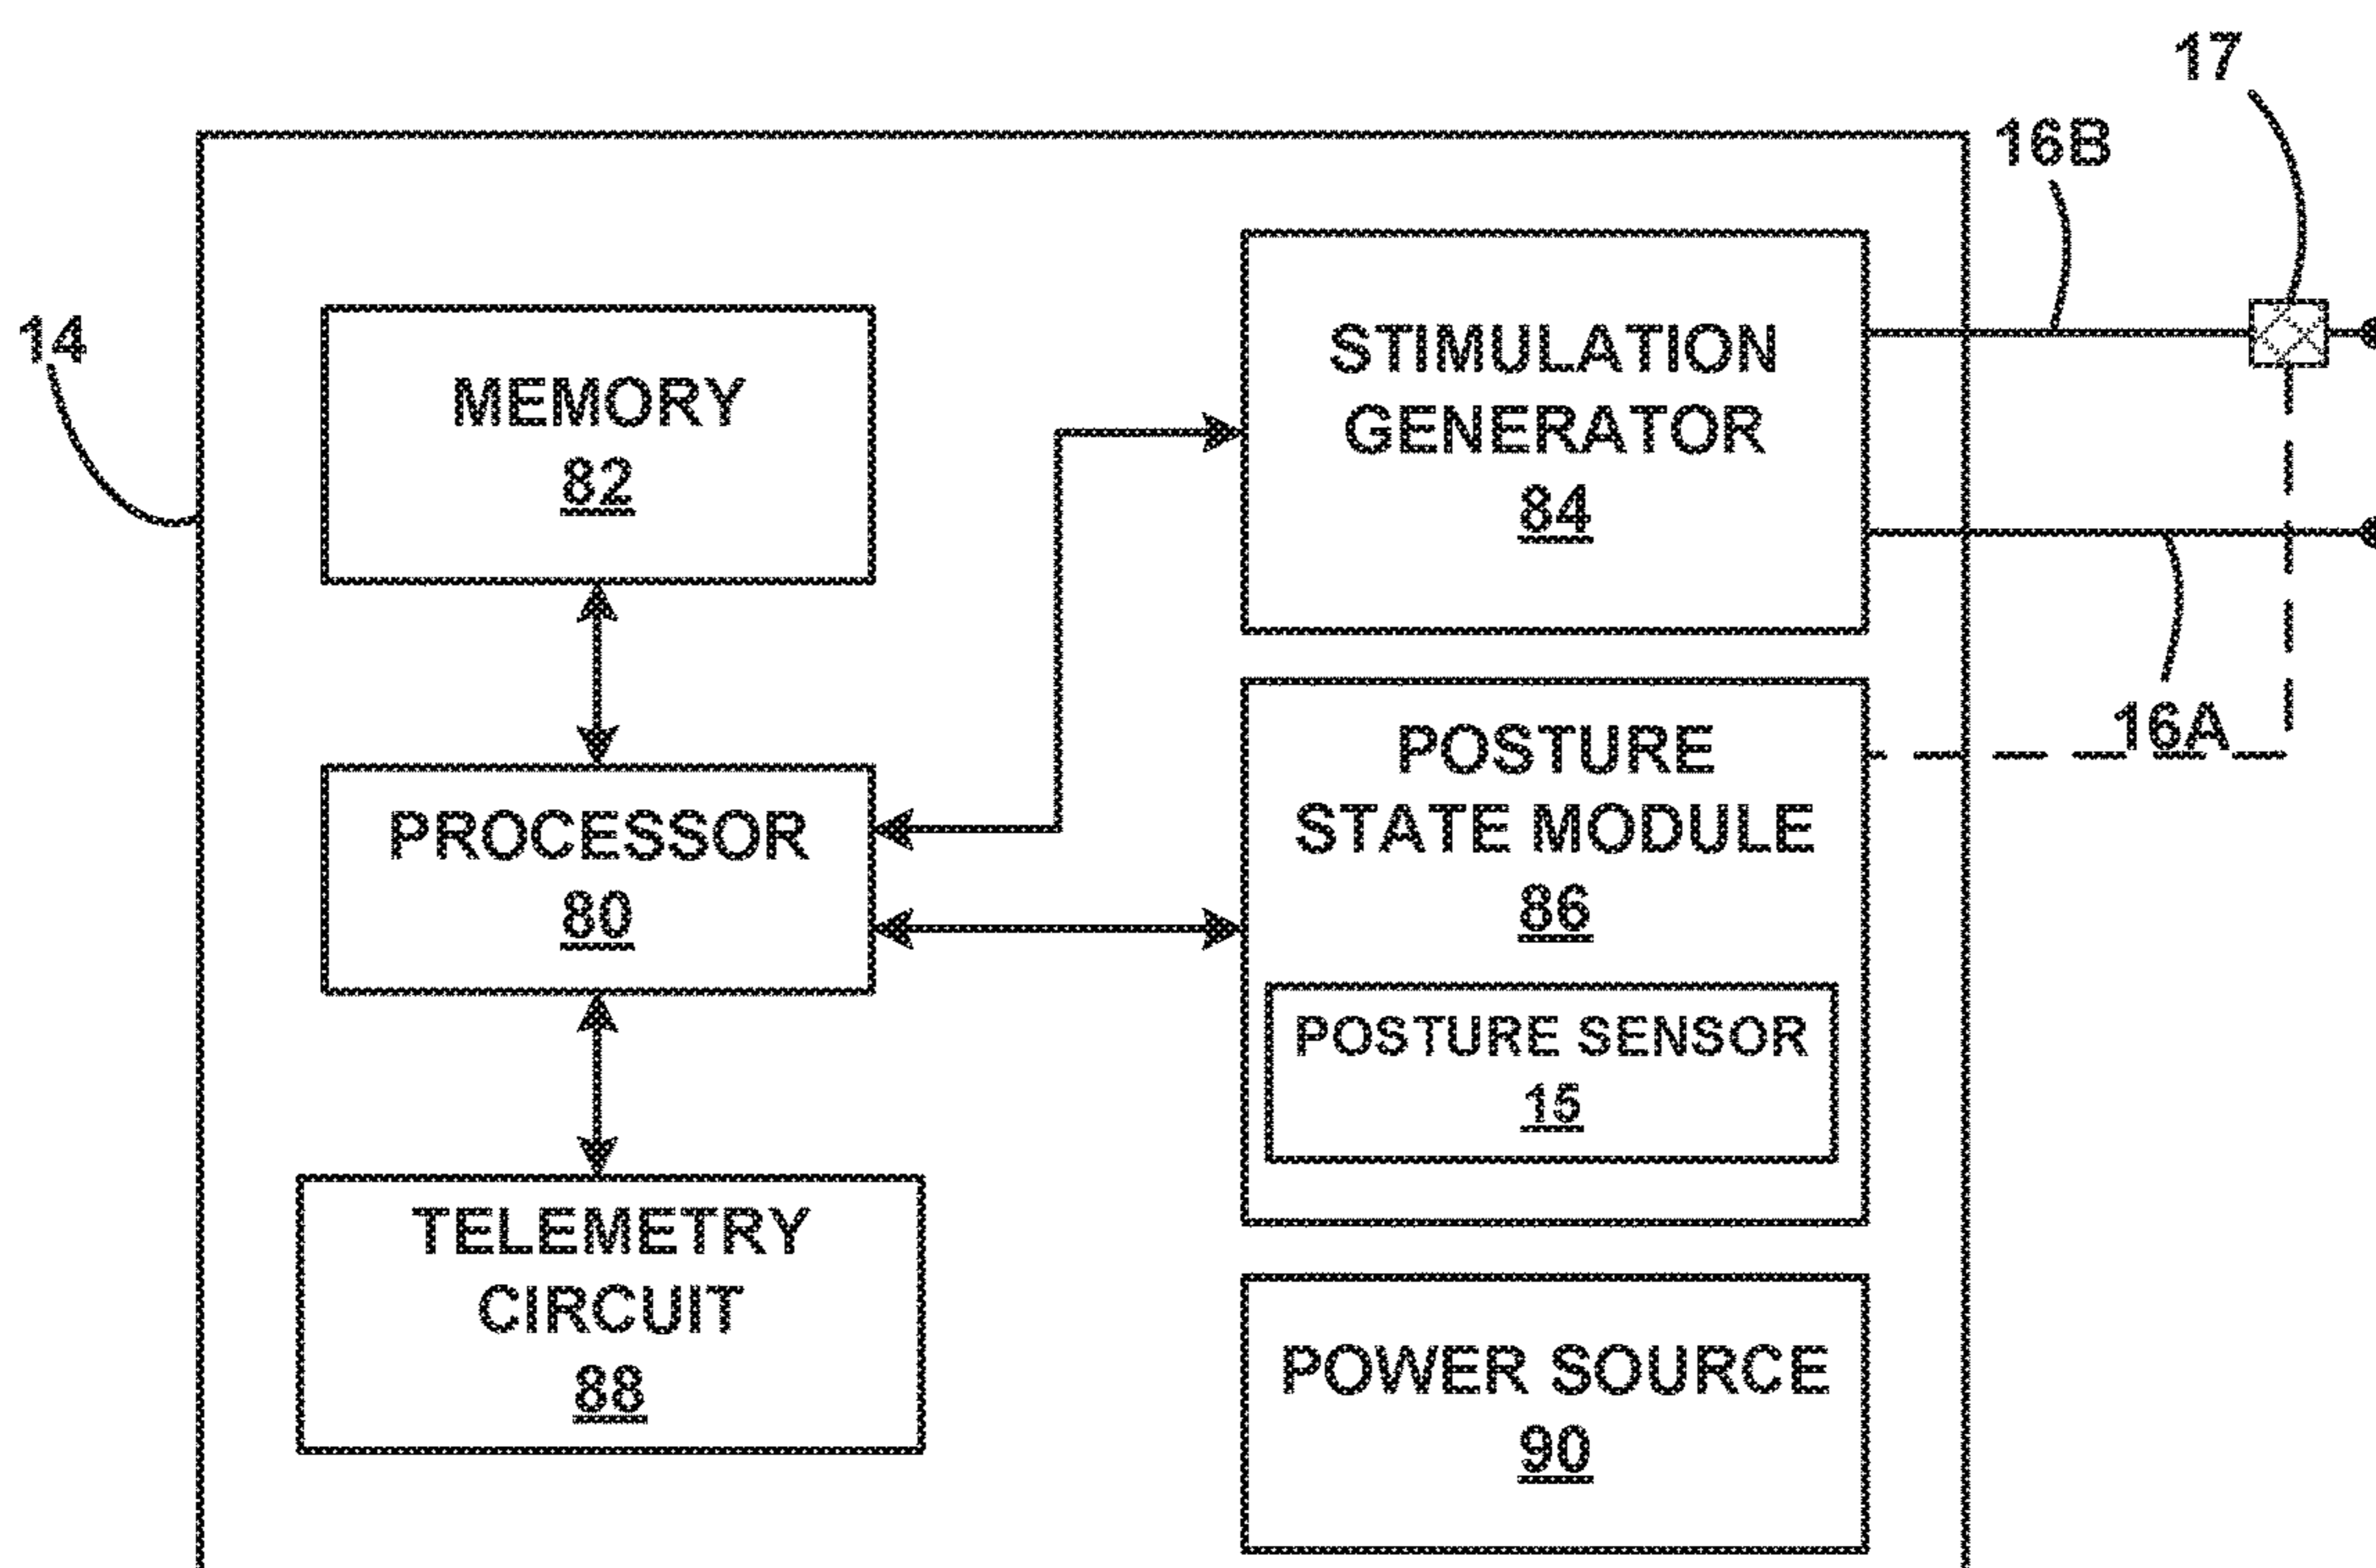 17
16B
14
MEMORY
82
STIMULATION
GENERATOR
84
16A
PROCESSOR
80
POSTURE
STATE MODULE
86
POSTURE SENSOR
15
TELEMETRY
CIRCUIT
88
POWER SOURCE
90